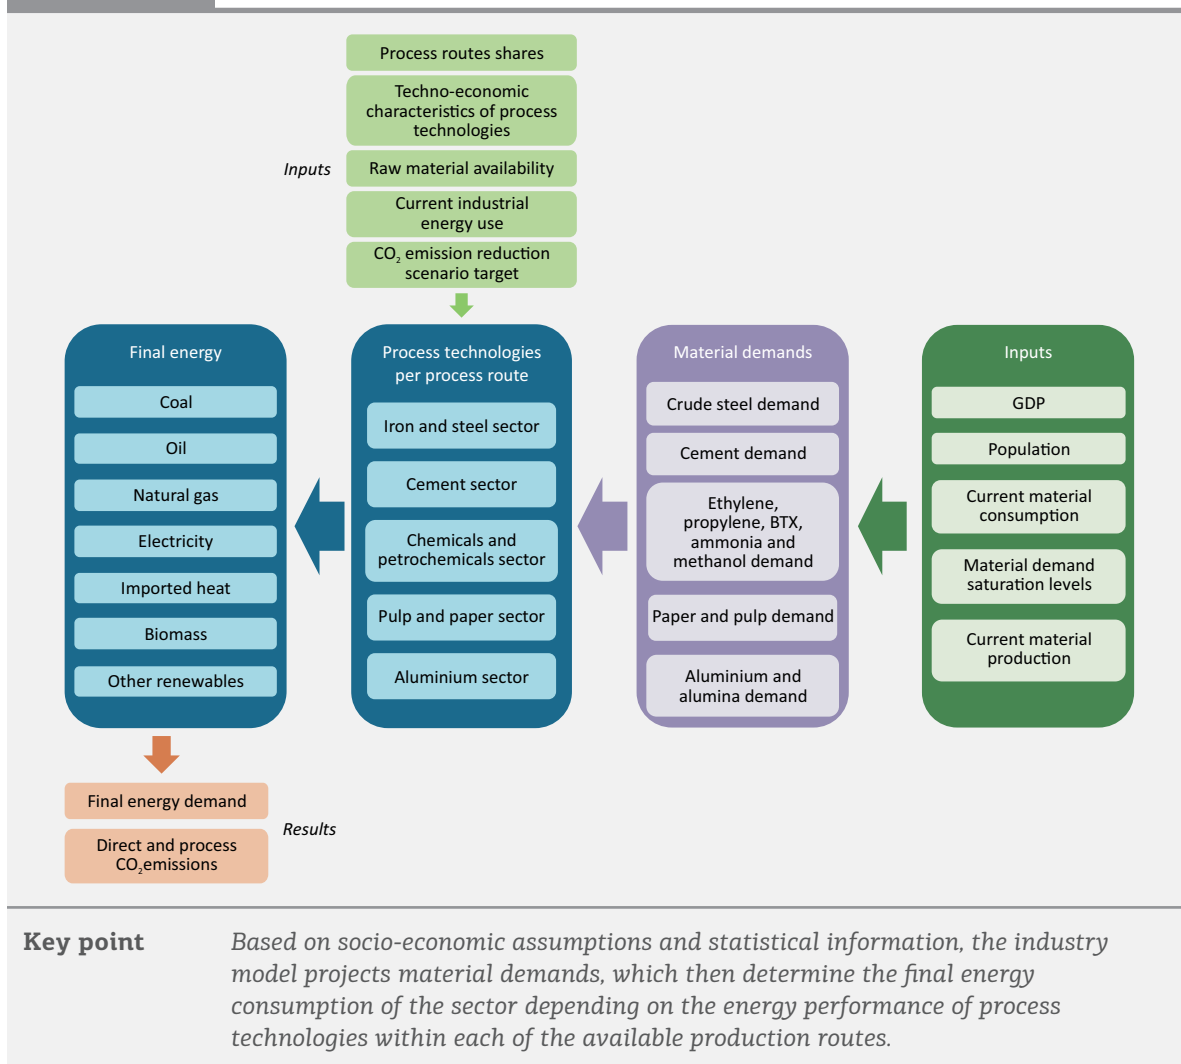 Process routes shares
Techno-economic
characteristics of process
technologies
Inputs
Raw material availability
Current industrial
energy use
CO₂ emission reduction
scenario target
Final energy
Coal
Oil
Natural gas
Electricity
Imported heat
Biomass
Other renewables
Process technologies
per process route
Iron and steel sector
Cement sector
Chemicals and
petrochemicals sector
Pulp and paper sector
Aluminium sector
Material demands
Crude steel demand
Cement demand
Ethylene,
propylene, BTX,
ammonia and
methanol demand
Paper and pulp demand
Aluminium and
alumina demand
Inputs
GDP
Population
Current material
consumption
Material demand
saturation levels
Current material
production
Final energy demand
Direct and process
CO₂emissions
Results
Key point
Based on socio-economic assumptions and statistical information, the industry
model projects material demands, which then determine the final energy
consumption of the sector depending on the energy performance of process
technologies within each of the available production routes.